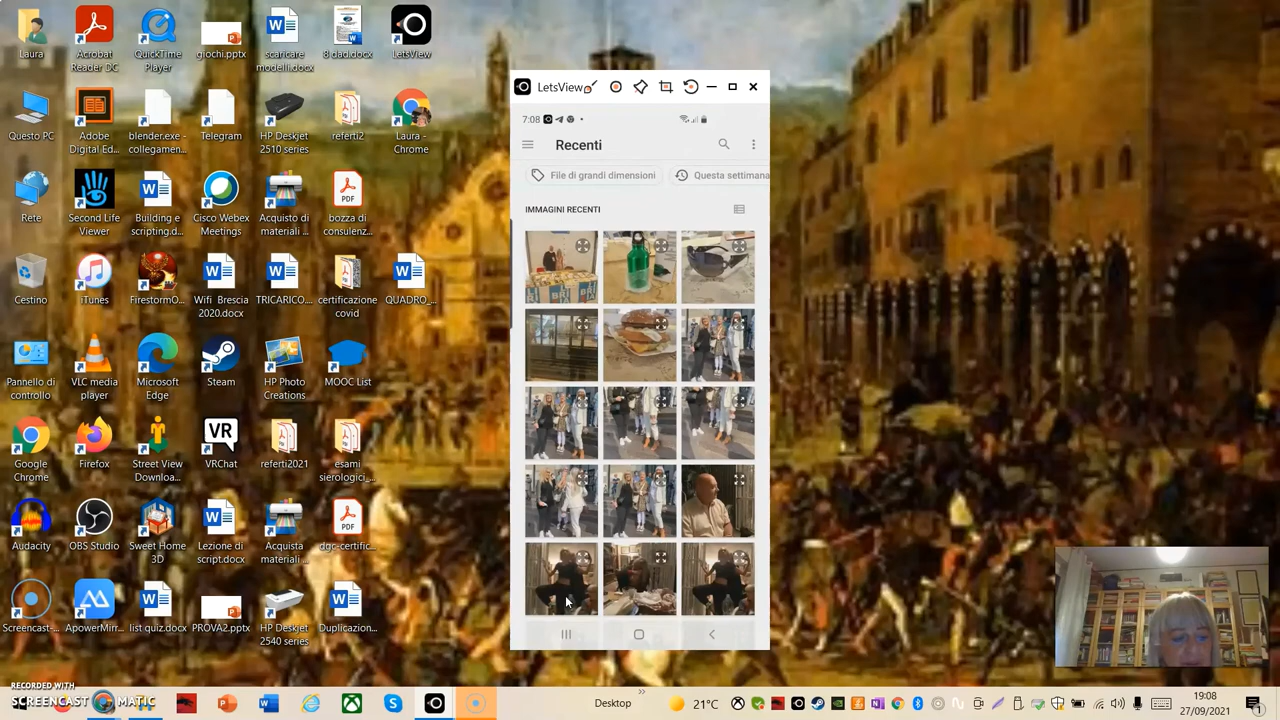 Laura
Acrobat
Reader DC
QuickTime
Player
giochi.pptx
scaricare
modelli.docx
8 dad.docx
LetsView
Questo PC
Adobe
Digital Ed...
blender.exe -
collegamen...
Telegram
HP Deskjet
2510 series
referti2
Laura -
Chrome
Rete
Second Life
Viewer
Building e
scripting.d...
Cisco Webex
Meetings
Acquisto di
materiali ...
bozza di
consulenz...
Cestino
iTunes
FirestormO...
Wifi Brescia
2020.docx
TRICARICO....
certificazione
covid
QUADRO_...
Pannello di
controllo
VLC media
player
Microsoft
Edge
Steam
HP Photo
Creations
MOOC List
Google
Chrome
Firefox
Street View
Downloa...
VR
VRChat
referti2021
esami
sierologici_...
Audacity
OBS Studio
Sweet Home
3D
Lezione di
script.docx
Acquista
materiali ...
PDF
dgc-certific...
Screencast-...
ApowerMirr...
list quiz.docx
PROVA2.pptx
HP Deskjet
2540 series
Duplicazion...
LetsView
7:08
Recenti
File di grandi dimensioni
Questa settimana
IMMAGINI RECENTI
RECORDED WITH
SCREENCAST MATIC
Desktop
21°C
19:08
27/09/2021